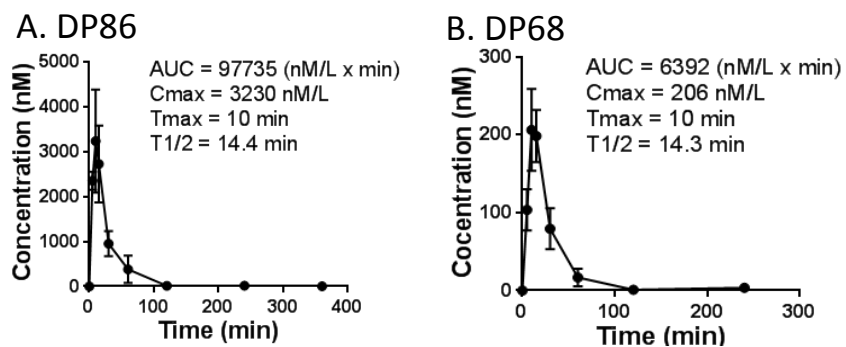 A. DP86
Concentration (nM)
5000
4000
3000
2000
1000
0
AUC = 97735 (nM/L x min)
Cmax = 3230 nM/L
Tmax = 10 min
T1/2 = 14.4 min
0 100 200 300 400
Time (min)
B. DP68
Cocentration (nM)
300
200
100
0
AUC = 6392 (nM/L x min)
Cmax = 206 nM/L
Tmax = 10 min
T1/2 = 14.3 min
0 100 200 300
Time (min)